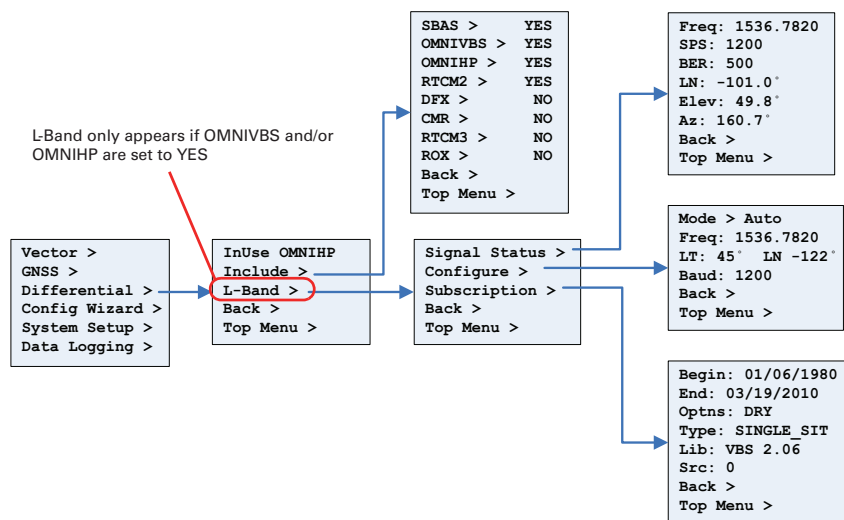 L-Band only appears if OMNIVBS and/or
OMNIHP are set to YES
Vector >
GNSS >
Differential >
Config Wizard >
System Setup >
Data Logging >
InUse OMNIHP
Include >
L-Band >
Back >
Top Menu >
SBAS > YES
OMNIVBS > YES
OMNIHP > YES
RTCM2 > YES
DFX > NO
CMR > NO
RTCM3 > NO
ROX > NO
Back >
Top Menu >
Signal Status >
Configure >
Subscription >
Back >
Top Menu >
Freq: 1536.7820
SPS: 1200
BER: 500
LN: -101.0°
Elev: 49.8°
Az: 160.7°
Back >
Top Menu >
Mode > Auto
Freq: 1536.7820
LT: 45° LN -122°
Baud: 1200
Back >
Top Menu >
Begin: 01/06/1980
End: 03/19/2010
Optns: DRY
Type: SINGLE_SIT
Lib: VBS 2.06
Src: 0
Back >
Top Menu >